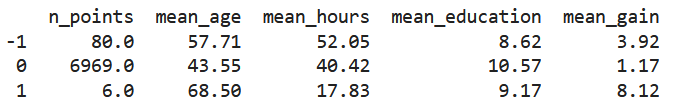 n_points mean_age mean_hours mean_education mean_gain
-1 80.0 57.71 52.05 8.62 3.92
0 6969.0 43.55 40.42 10.57 1.17
1 6.0 68.50 17.83 9.17 8.12